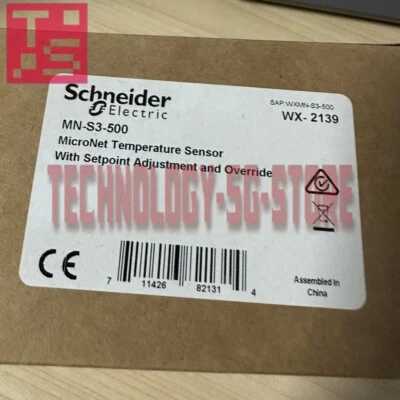 Schneider
Electric
SAP WXMN-S3-500
WX- 2139
MN-S3-500
MicroNet Temperature Sensor
With Setpoint Adjustment and Override
TECHNOLOGY-5G-STORE
CE
7 11426 82131 4
Assembled in
China